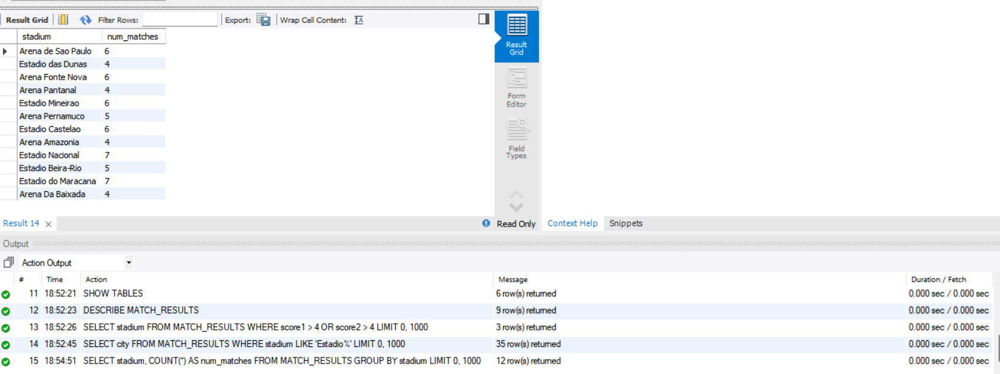 Result Grid Filter Rows: Export: Wrap Cell Content: IA
stadium num_matches
Arena de Sao Paulo 6
Estadio das Dunas 4
Arena Fonte Nova 6
Arena Pantanal 4
Estadio Mineirao 6
Arena Pernamuco 5
Estadio Castelao 6
Arena Amazonia 4
Estadio Nacional 7
Estadio Beira-Rio 5
Estadio do Maracana 7
Arena Da Baixada 4
Result
Grid
Form
Editor
Field
Types
Result 14 Read Only Context Help Snippets
Output
Action Output
# Time Action Message Duration / Fetch
11 18:52:21 SHOW TABLES 6 row(s) returned 0.000 sec / 0.000 sec
12 18:52:23 DESCRIBE MATCH_RESULTS 9 row(s) returned 0.000 sec / 0.000 sec
13 18:52:26 SELECT stadium FROM MATCH_RESULTS WHERE score1 > 4 OR score2 > 4 LIMIT 0, 1000 3 row(s) returned 0.000 sec / 0.000 sec
14 18:52:45 SELECT city FROM MATCH_RESULTS WHERE stadium LIKE 'Estadio%' LIMIT 0, 1000 35 row(s) returned 0.000 sec / 0.000 sec
15 18:54:51 SELECT stadium, COUNT(*) AS num_matches FROM MATCH_RESULTS GROUP BY stadium LIMIT 0, 1000 12 row(s) returned 0.000 sec / 0.000 sec